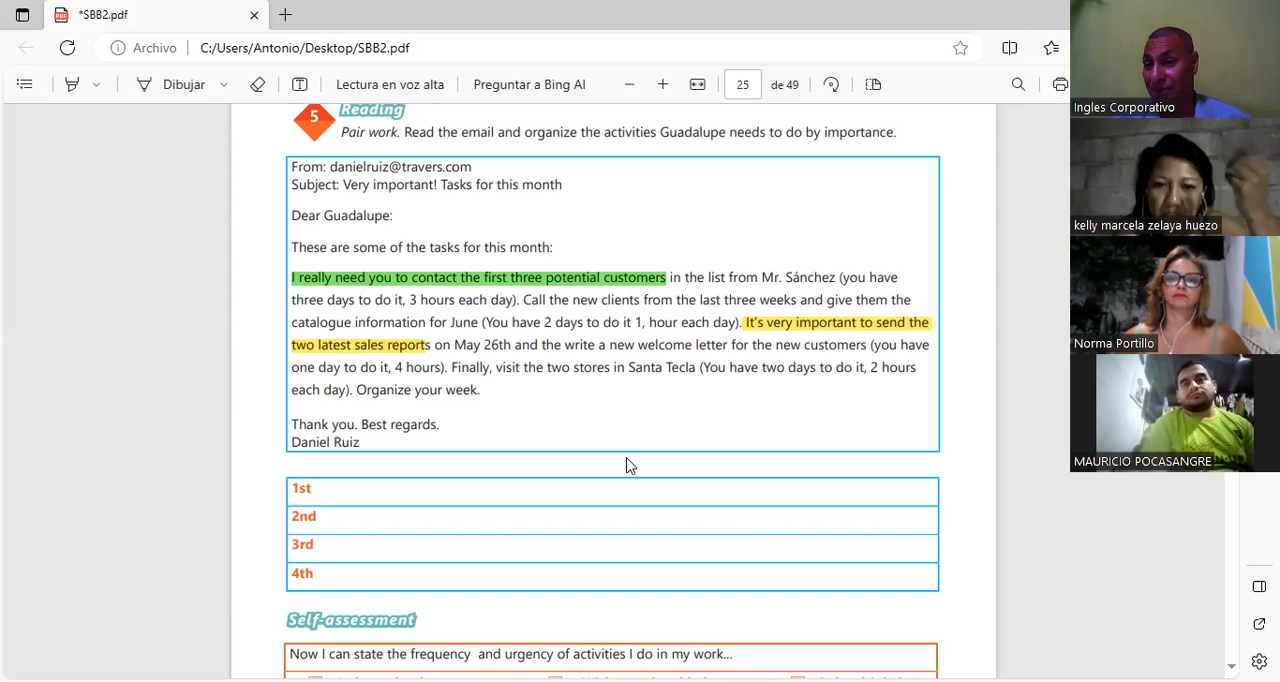 *SBB2.pdf
Archivo
C:/Users/Antonio/Desktop/SBB2.pdf
Dibujar
Lectura en voz alta
Preguntar a Bing AI
25
de 49
5
Reading
Pair work. Read the email and organize the activities Guadalupe needs to do by importance.
From: danielruiz@travers.com
Subject: Very important! Tasks for this month
Dear Guadalupe:
These are some of the tasks for this month:
I really need you to contact the first three potential customers in the list from Mr. Sánchez (you have
three days to do it, 3 hours each day). Call the new clients from the last three weeks and give them the
catalogue information for June (You have 2 days to do it 1, hour each day). It's very important to send the
two latest sales reports on May 26th and the write a new welcome letter for the new customers (you have
one day to do it, 4 hours). Finally, visit the two stores in Santa Tecla (You have two days to do it, 2 hours
each day). Organize your week.
Thank you. Best regards.
Daniel Ruiz
1st
2nd
3rd
4th
Self-assessment
Now I can state the frequency and urgency of activities I do in my work...
Ingles Corporativo
kelly marcela zelaya huezo
Norma Portillo
MAURICIO POCASANGRE